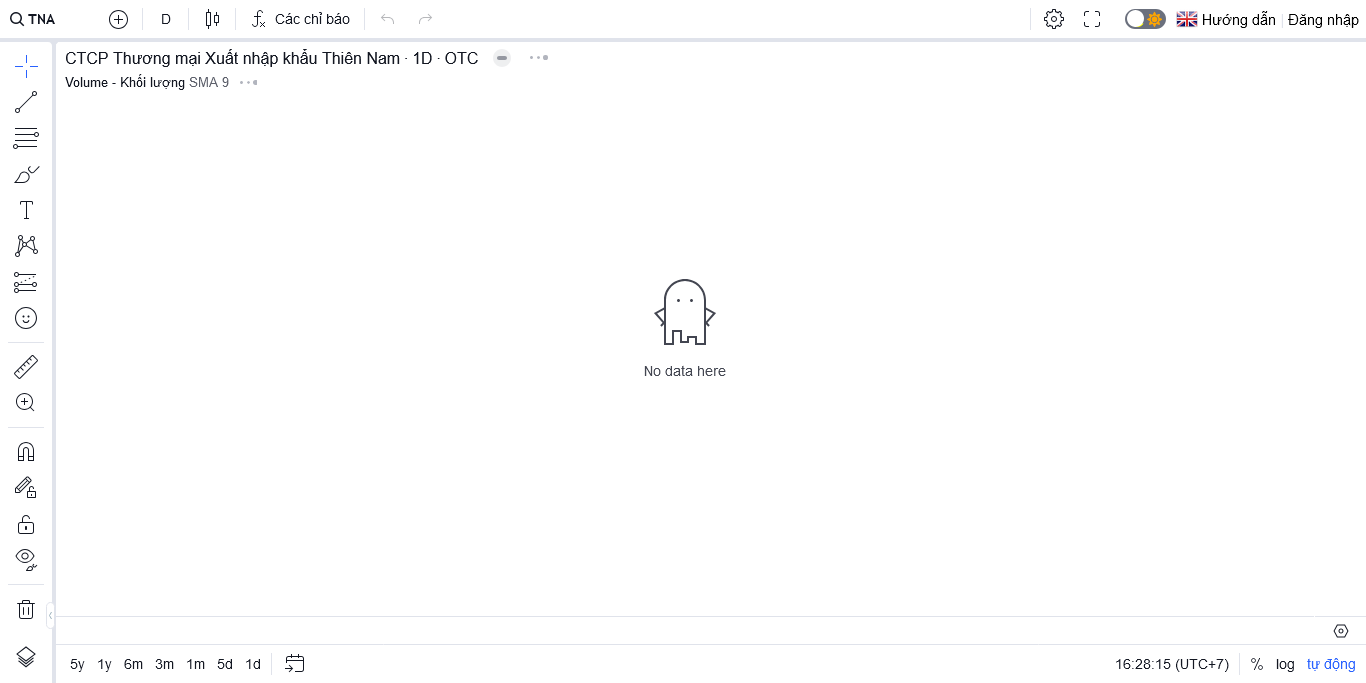 TNA D Các chỉ báo Hướng dẫn Đăng nhập
CTCP Thương mại Xuất nhập khẩu Thiên Nam · 1D · OTC
Volume - Khối lượng SMA 9
No data here
5y 1y 6m 3m 1m 5d 1d 16:28:15 (UTC+7) % log tự động